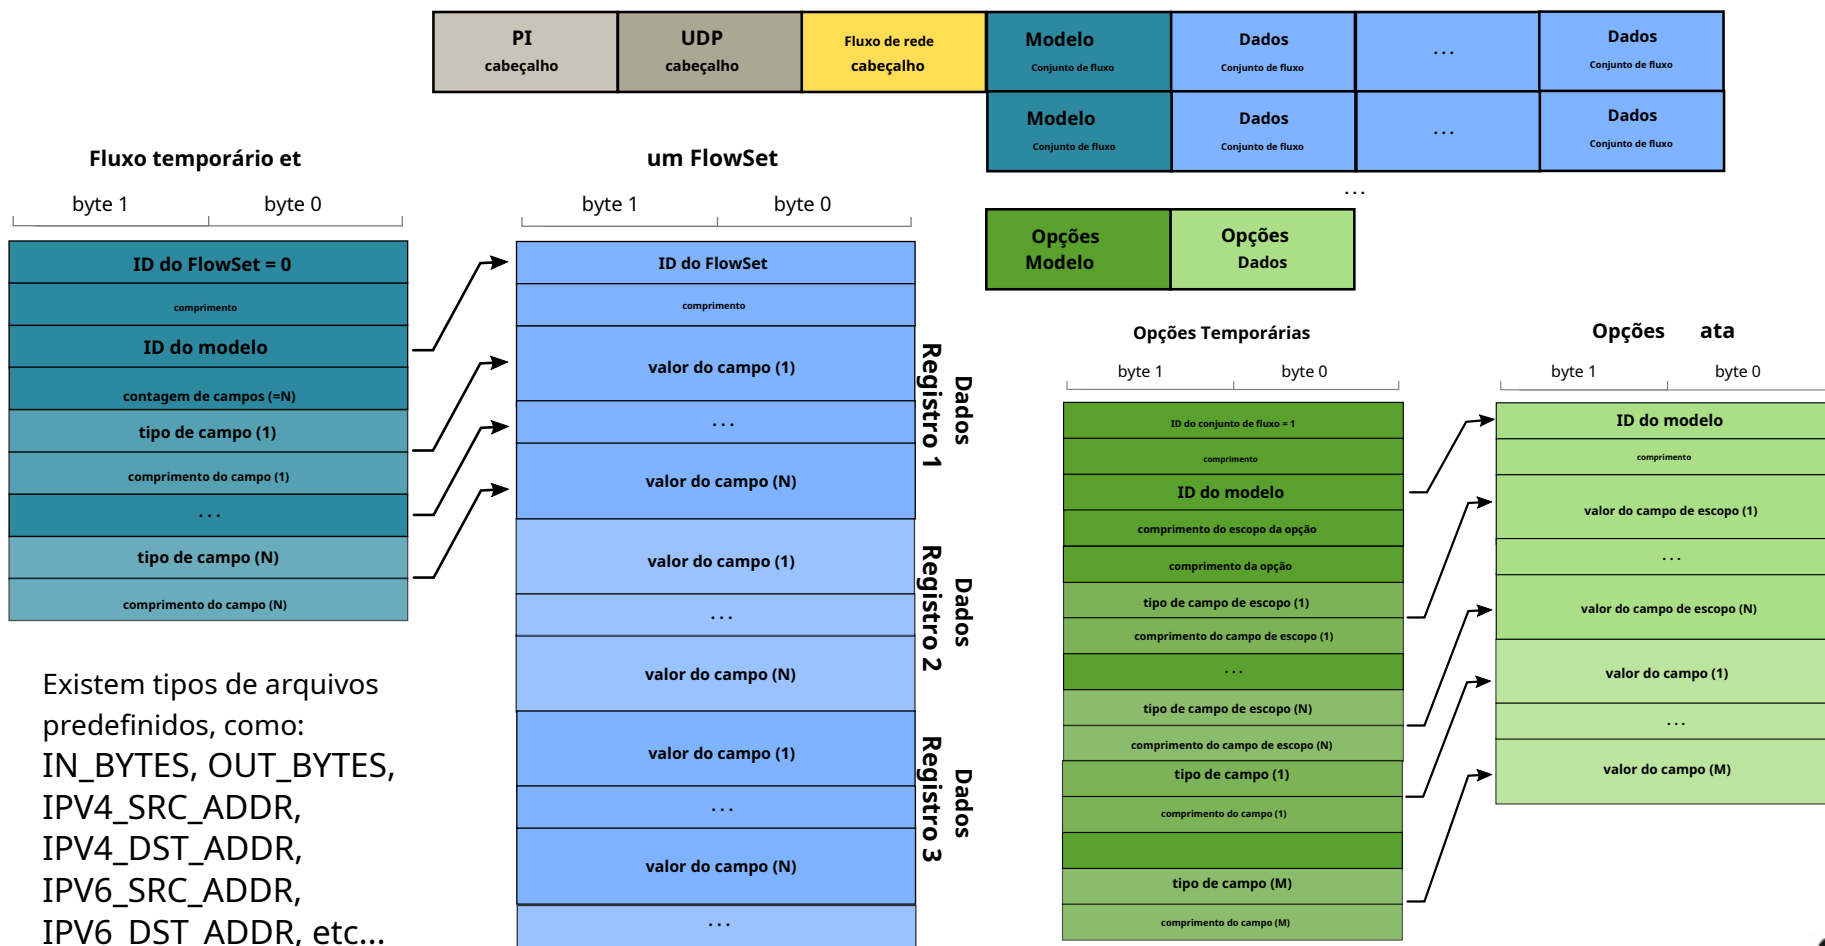 PI
cabeçalho
UDP
cabeçalho
Fluxo de rede
cabeçalho
Modelo
Conjunto de fluxo
Dados
Conjunto de fluxo
...
Dados
Conjunto de fluxo
Modelo
Conjunto de fluxo
Dados
Conjunto de fluxo
...
Dados
Conjunto de fluxo
...
Opções
Modelo
Opções
Dados
Fluxo temporário et
byte 1 byte 0
ID do FlowSet = 0
comprimento
ID do modelo
contagem de campos (=N)
tipo de campo (1)
comprimento do campo (1)
...
tipo de campo (N)
comprimento do campo (N)
Existem tipos de arquivos
predefinidos, como:
IN_BYTES, OUT_BYTES,
IPV4_SRC_ADDR,
IPV4_DST_ADDR,
IPV6_SRC_ADDR,
IPV6_DST_ADDR, etc...
um FlowSet
byte 1 byte 0
ID do FlowSet
comprimento
valor do campo (1)
...
valor do campo (N)
Dados
Registro 1
valor do campo (1)
...
valor do campo (N)
Dados
Registro 2
valor do campo (1)
...
valor do campo (N)
Dados
Registro 3
...
Opções Temporárias
byte 1 byte 0
ID do conjunto de fluxo = 1
comprimento
ID do modelo
comprimento do escopo da opção
comprimento da opção
tipo de campo de escopo (1)
comprimento do campo de escopo (1)
...
tipo de campo de escopo (N)
comprimento do campo de escopo (N)
tipo de campo (1)
comprimento do campo (1)
tipo de campo (M)
comprimento do campo (M)
Opções ata
byte 1 byte 0
ID do modelo
comprimento
valor do campo de escopo (1)
...
valor do campo de escopo (N)
valor do campo (1)
...
valor do campo (M)